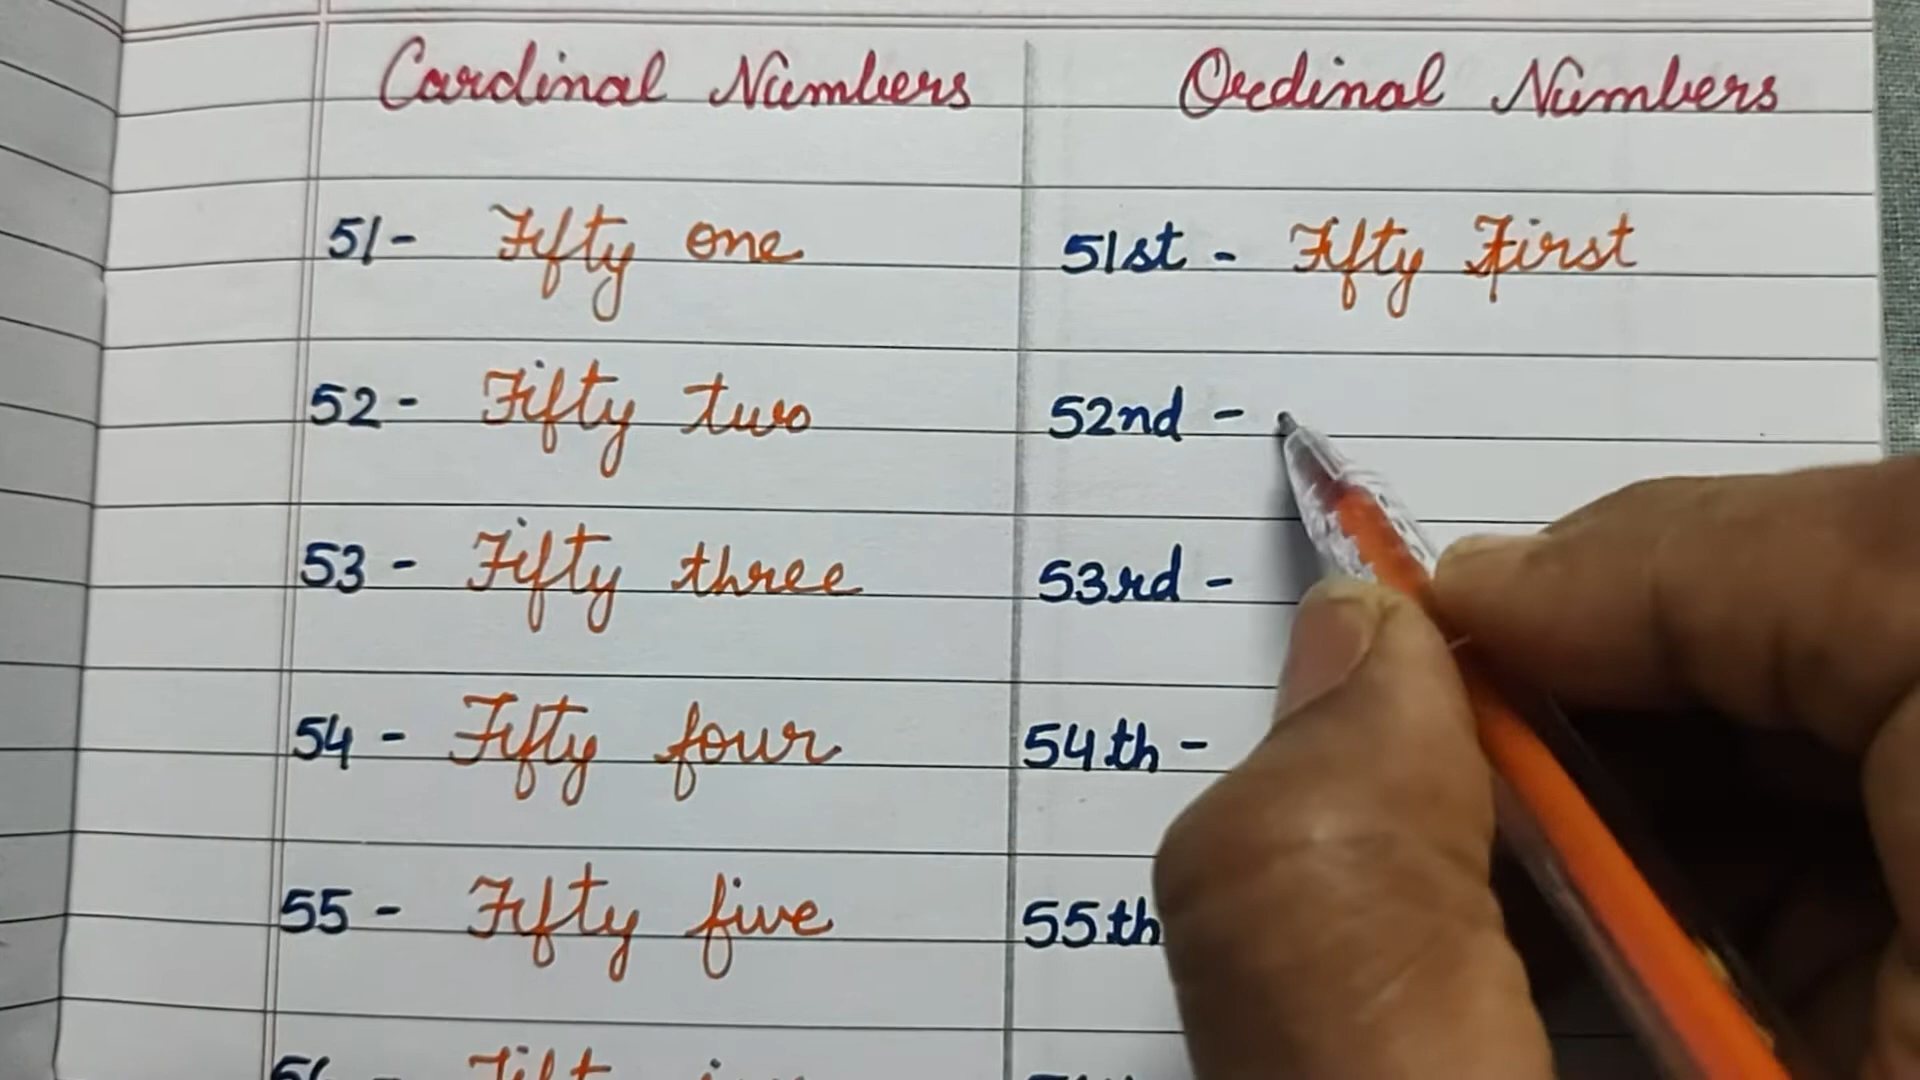 Cardinal Numbers Ordinal Numbers
51- Fifty one 51st - Fifty First
52 - Fifty two 52nd -
53 - Fifty three 53rd -
54 - Fifty four 54th -
55 - Fifty five 55th